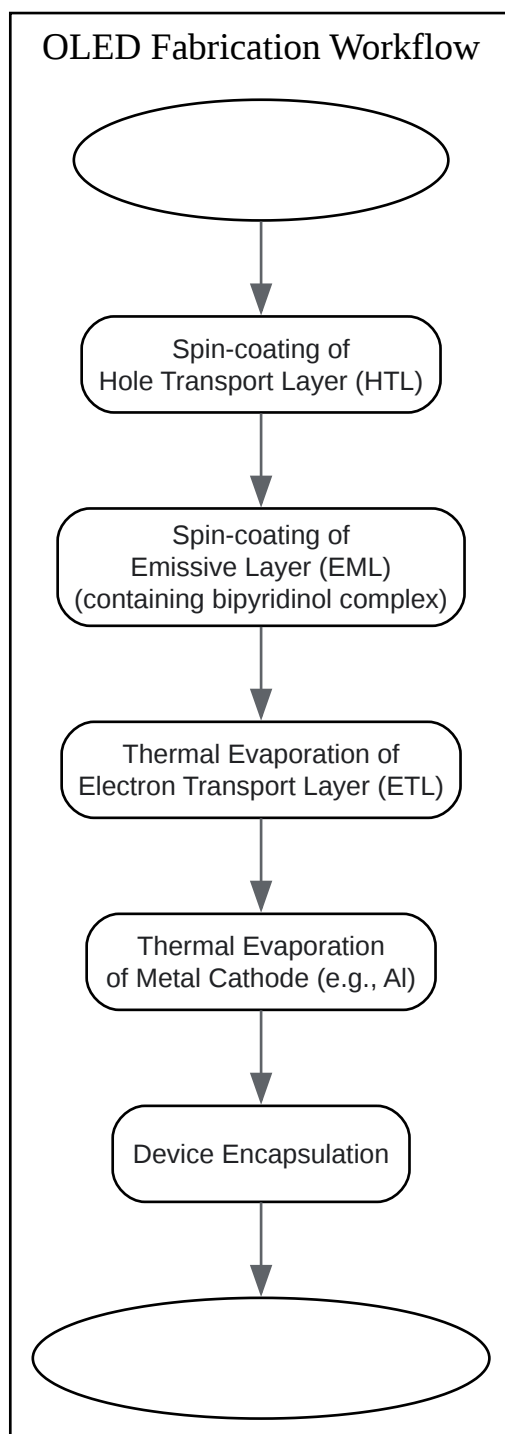 OLED Fabrication Workflow
Spin-coating of
Hole Transport Layer (HTL)
Spin-coating of
Emissive Layer (EML)
(containing bipyridinol complex)
Thermal Evaporation of
Electron Transport Layer (ETL)
Thermal Evaporation
of Metal Cathode (e.g., Al)
Device Encapsulation